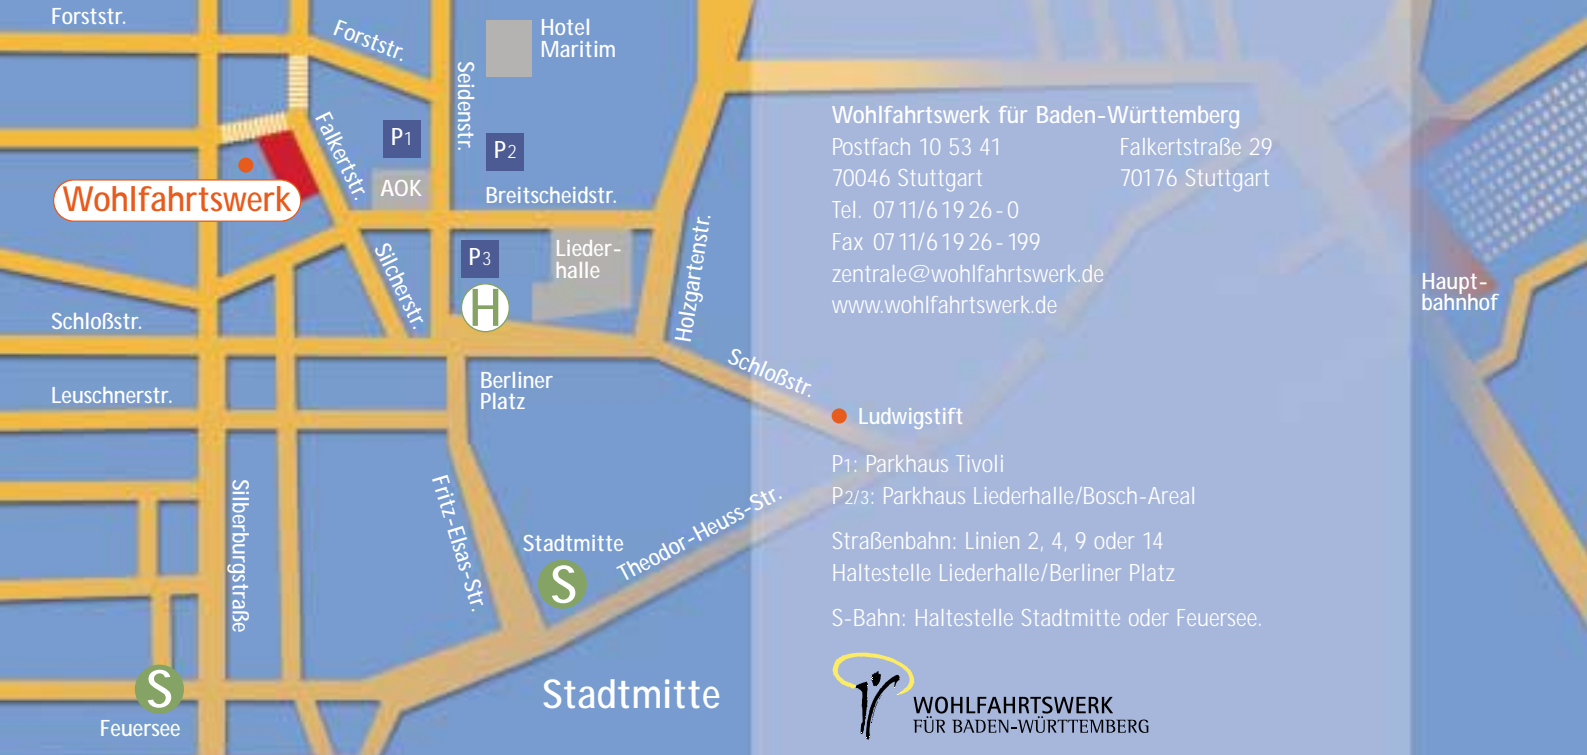 Forststr.
Forststr.
Hotel
Maritim
Seidenstr.
Falkertstr.
P1
P2
AOK
Wohlfahrtswerk
Breitscheidstr.
Silcherstr.
P3
Lieder-
halle
H
Holzgartenstr.
Schloßstr.
Schloßstr.
Leuschnerstr.
Berliner
Platz
Silberburgstraße
Fritz-Elsas-Str.
Stadtmitte
S
Theodor-Heuss-Str.
S
Feuersee
Stadtmitte
Haupt-
bahnhof
Wohlfahrtswerk für Baden-Württemberg
Postfach 10 53 41
70046 Stuttgart
Falkertstraße 29
70176 Stuttgart
Tel. 07 11/6 19 26 - 0
Fax 07 11/6 19 26 - 199
zentrale@wohlfahrtswerk.de
www.wohlfahrtswerk.de
Ludwigstift
P1: Parkhaus Tivoli
P2/3: Parkhaus Liederhalle/Bosch-Areal
Straßenbahn: Linien 2, 4, 9 oder 14
Haltestelle Liederhalle/Berliner Platz
S-Bahn: Haltestelle Stadtmitte oder Feuersee.
WOHLFAHRTSWERK
FÜR BADEN-WÜRTTEMBERG